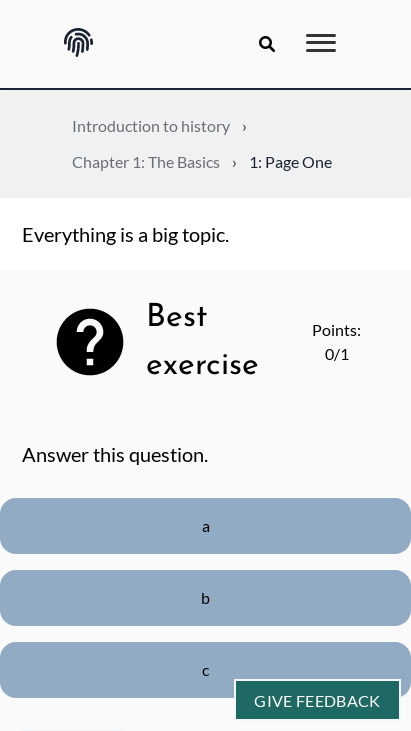 Introduction to history ›
Chapter 1: The Basics › 1: Page One
Everything is a big topic.
Best
exercise
Points:
0/1
Answer this question.
a
b
c
GIVE FEEDBACK